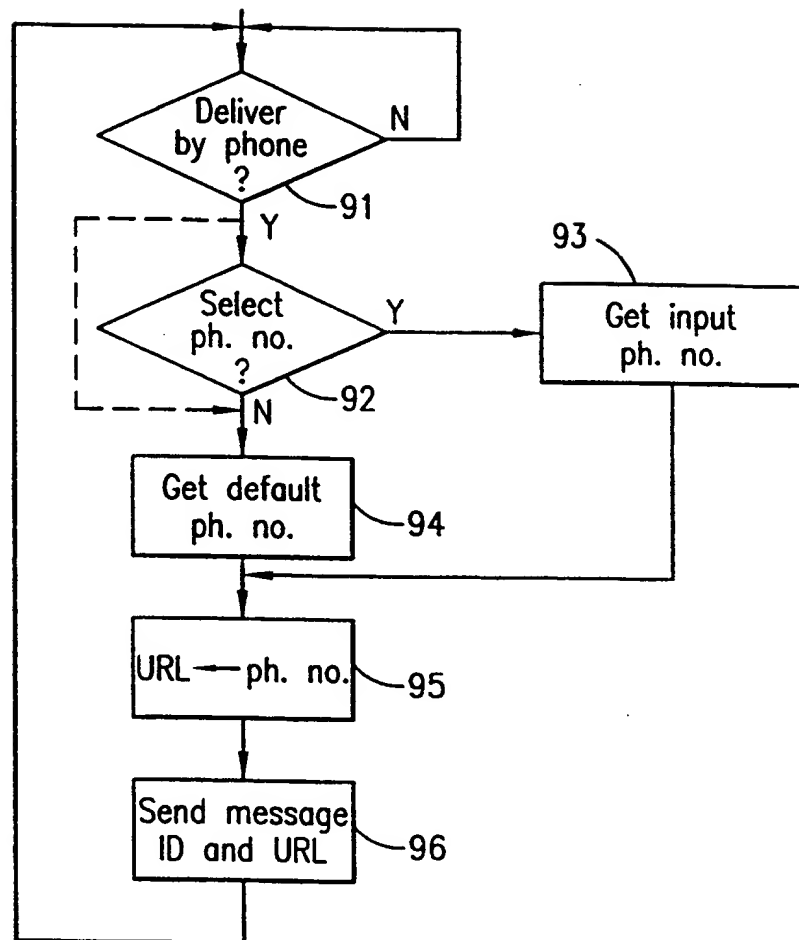 Deliver
by phone
?
N
91
Y
Select
ph. no.
?
Y
92
N
93
Get input
ph. no.
Get default
ph. no.
94
URL ← ph. no.
95
Send message
ID and URL
96